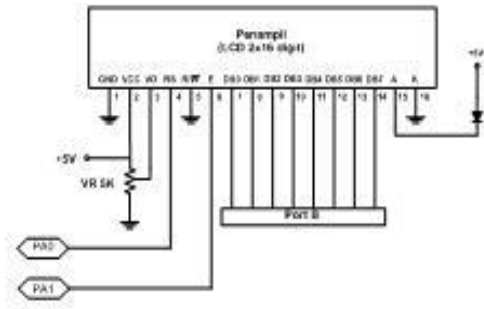 Penampil
(LCD 2x16 digit)
GND VCC VO RS R/W E DB0 DB1 DB2 DB3 DB4 DB5 DB6 DB7 A K
1 2 3 4 5 6 7 8 9 10 11 12 13 14 15 16
+5V
+5V
VR 5K
Port B
PA0
PA1